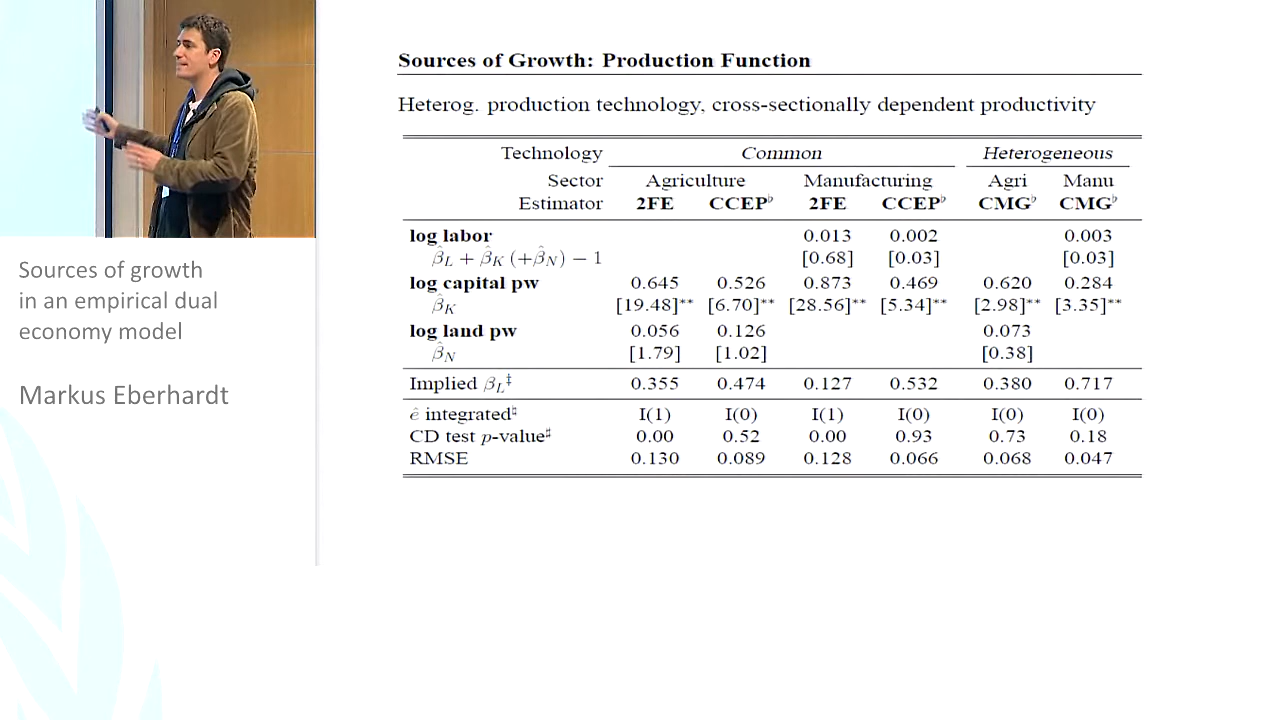 Sources of growth
in an empirical dual
economy model
Markus Eberhardt
Sources of Growth: Production Function
Heterog. production technology, cross-sectionally dependent productivity
Technology Common Heterogeneous
Sector Agriculture Manufacturing Agri Manu
Estimator 2FE CCEP♭ 2FE CCEP♭ CMG♭ CMG♭
log labor 0.013 0.002 0.003
β̂L + β̂K (+β̂N) − 1 [0.68] [0.03] [0.03]
log capital pw 0.645 0.526 0.873 0.469 0.620 0.284
β̂K [19.48]** [6.70]** [28.56]** [5.34]** [2.98]** [3.35]**
log land pw 0.056 0.126 0.073
β̂N [1.79] [1.02] [0.38]
Implied βL‡ 0.355 0.474 0.127 0.532 0.380 0.717
ê integrated♮ I(1) I(0) I(1) I(0) I(0) I(0)
CD test p-value♯ 0.00 0.52 0.00 0.93 0.73 0.18
RMSE 0.130 0.089 0.128 0.066 0.068 0.047